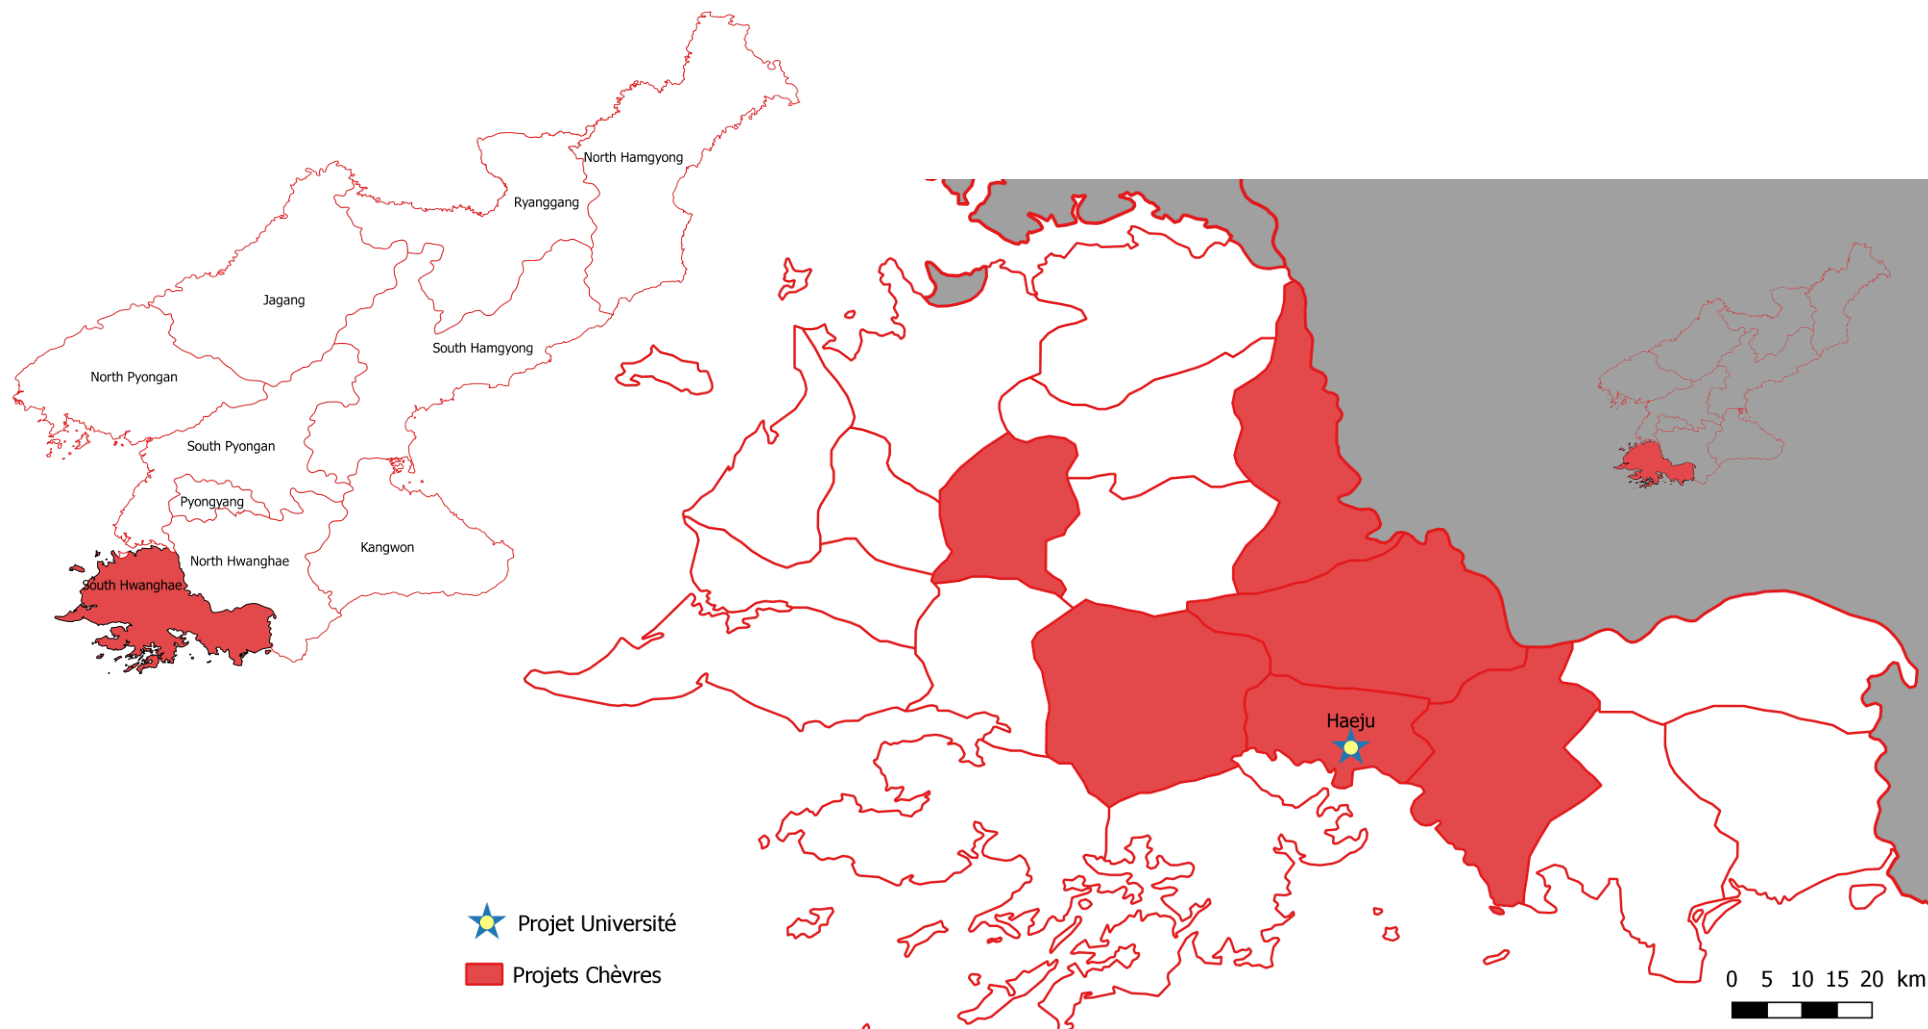 North Hamgyong
Ryanggang
Jagang
South Hamgyong
North Pyongan
South Pyongan
Pyongyang
Kangwon
North Hwanghae
South Hwanghae
Haeju
Projet Université
Projets Chèvres
0 5 10 15 20 km